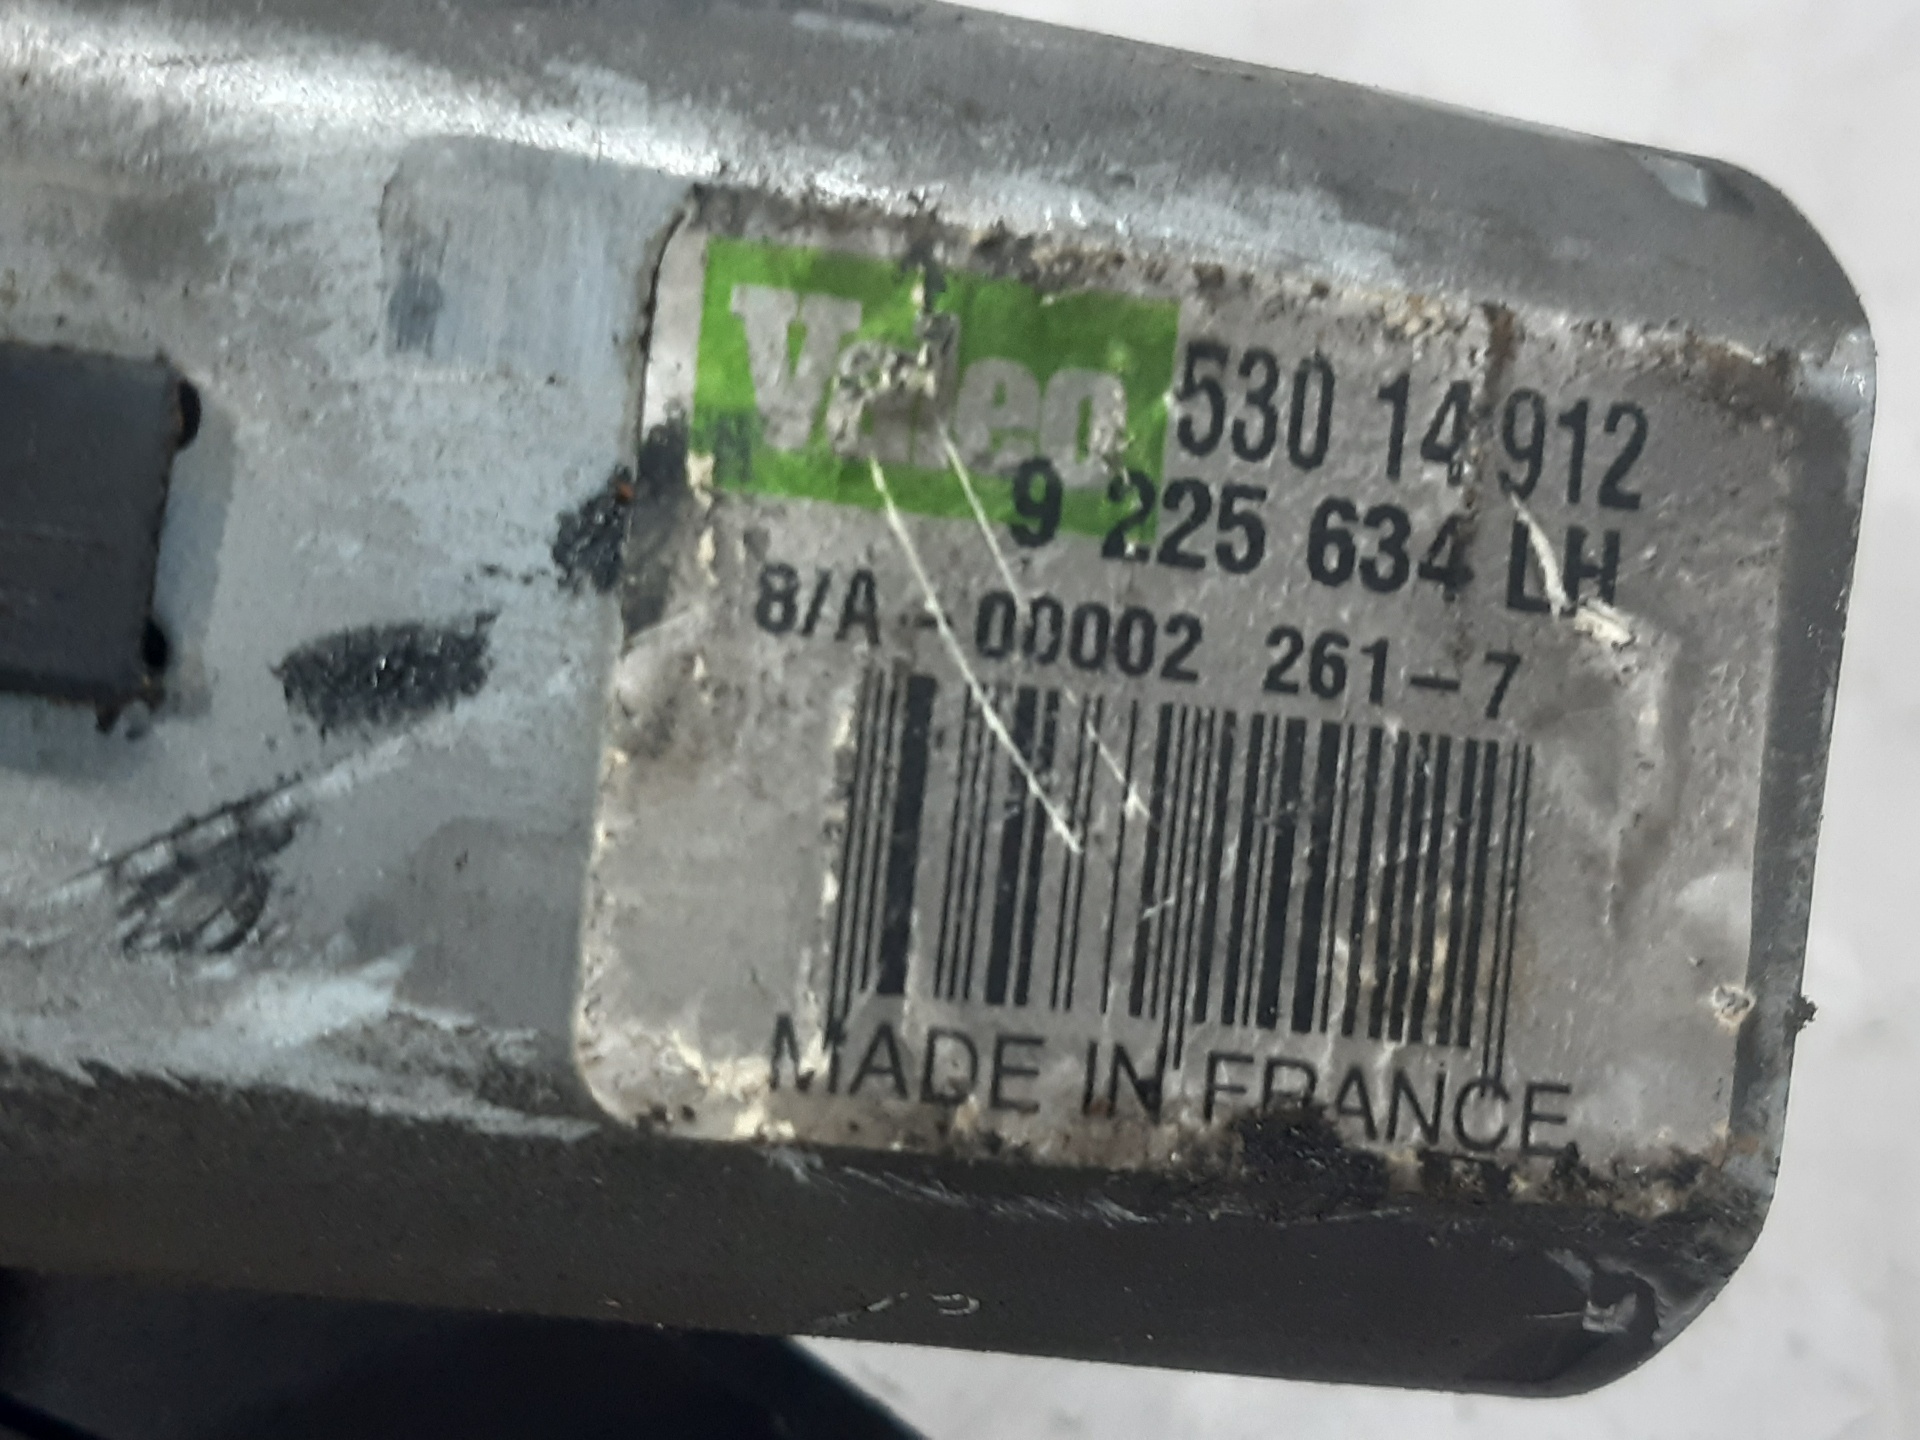 Valeo 530 14 912
9 225 634 LH
8/A - 00002 261-7
MADE IN FRANCE